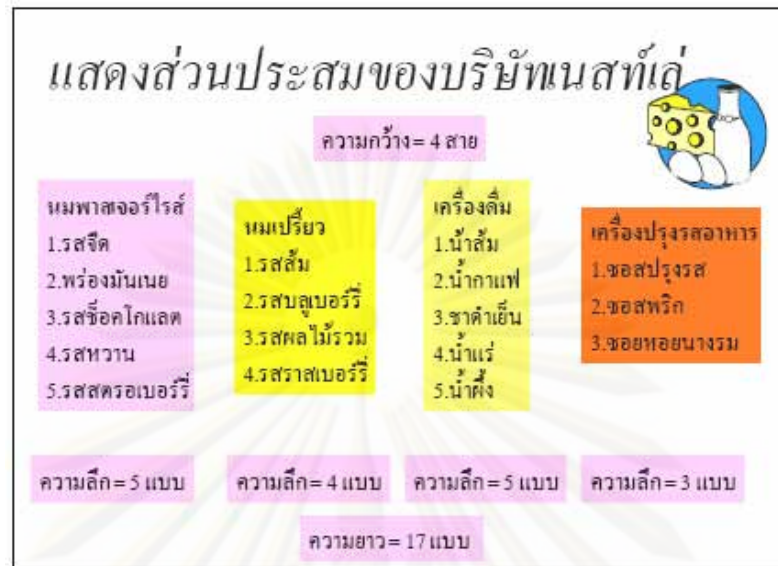 แสดงส่วนประสมของบริษัทเนสท์เล่
ความกว้าง = 4 สาย
นมพาสเจอร์ไรส์
1.รสจืด
2.พร่องมันเนย
3.รสช็อคโกแลต
4.รสหวาน
5.รสสตรอเบอร์รี่
นมเปรี้ยว
1.รสส้ม
2.รสบลูเบอร์รี่
3.รสผลไม้รวม
4.รสราสเบอร์รี่
เครื่องดื่ม
1.น้ำส้ม
2.น้ำกาแฟ
3.ชาดำเย็น
4.น้ำแร่
5.น้ำผึ้ง
เครื่องปรุงรสอาหาร
1.ซอสปรุงรส
2.ซอสพริก
3.ซอยหอยนางรม
ความลึก = 5 แบบ
ความลึก = 4 แบบ
ความลึก = 5 แบบ
ความลึก = 3 แบบ
ความยาว = 17 แบบ